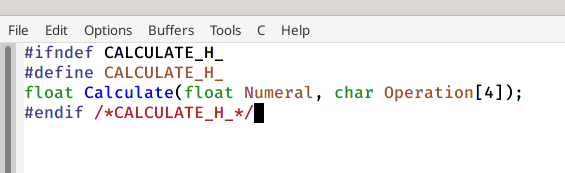 File Edit Options Buffers Tools C Help
#ifndef CALCULATE_H_
#define CALCULATE_H_
float Calculate(float Numeral, char Operation[4]);
#endif /*CALCULATE_H_*/